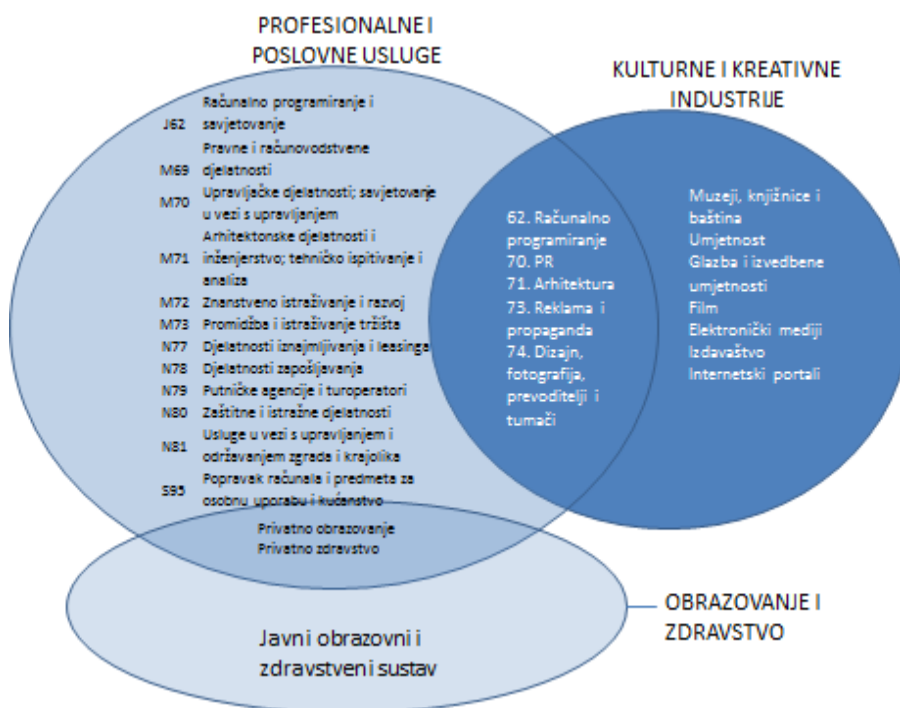 PROFESIONALNE I
POSLOVNE USLUGE
KULTURNE I KREATIVNE
INDUSTRIJE
Računalno programiranje i
J62 savjetovanje
Pravne i računovodstvene
M69 djelatnosti
M70 Upravljačke djelatnosti; savjetovanje
u vezi s upravljanjem
Arhitektonske djelatnosti i
M71 inženjerstvo; tehničko ispitivanje i
analiza
M72 Znanstveno istraživanje i razvoj
M73 Promidžba i istraživanje tržišta
N77 Djelatnosti iznajmljivanja i leasinga
N78 Djelatnosti zapošljavanja
N79 Putničke agencije i turoperatori
N80 Zaštitne i istražne djelatnosti
N81 Usluge u vezi s upravljanjem i
održavanjem zgrada i krajolika
S95 Popravak računala i predmeta za
osobnu uporabu i kućanstvo
62. Računalno
programiranje
70. PR
71. Arhitektura
73. Reklama i
propaganda
74. Dizajn,
fotografija,
prevoditelji i
tumači
Muzeji, knjižnice i
baština
Umjetnost
Glazba i izvedbene
umjetnosti
Film
Elektronički mediji
Izdavaštvo
Internetski portali
Privatno obrazovanje
Privatno zdravstvo
Javni obrazovni i
zdravstveni sustav
OBRAZOVANJE I
ZDRAVSTVO